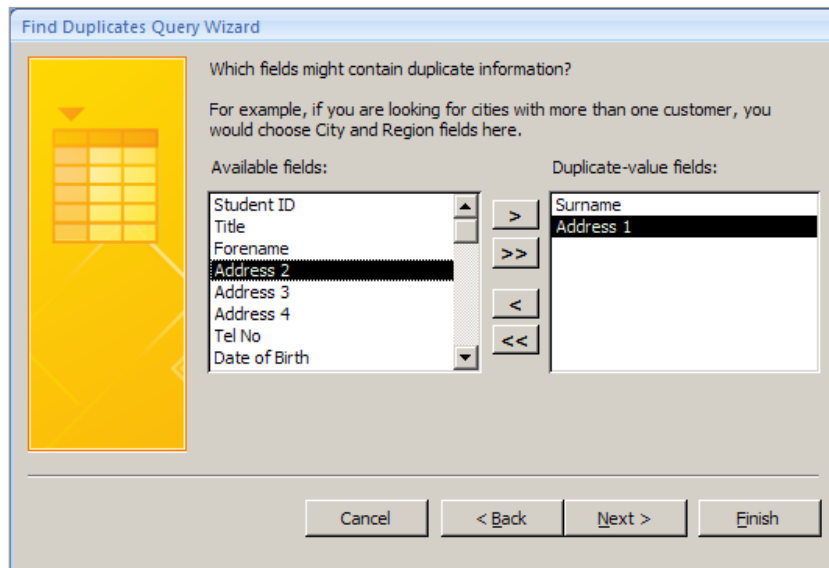 Find Duplicates Query Wizard
Which fields might contain duplicate information?
For example, if you are looking for cities with more than one customer, you
would choose City and Region fields here.
Available fields:
Student ID
Title
Forename
Address 2
Address 3
Address 4
Tel No
Date of Birth
>
>>
<
<<
Duplicate-value fields:
Surname
Address 1
Cancel
< Back
Next >
Finish